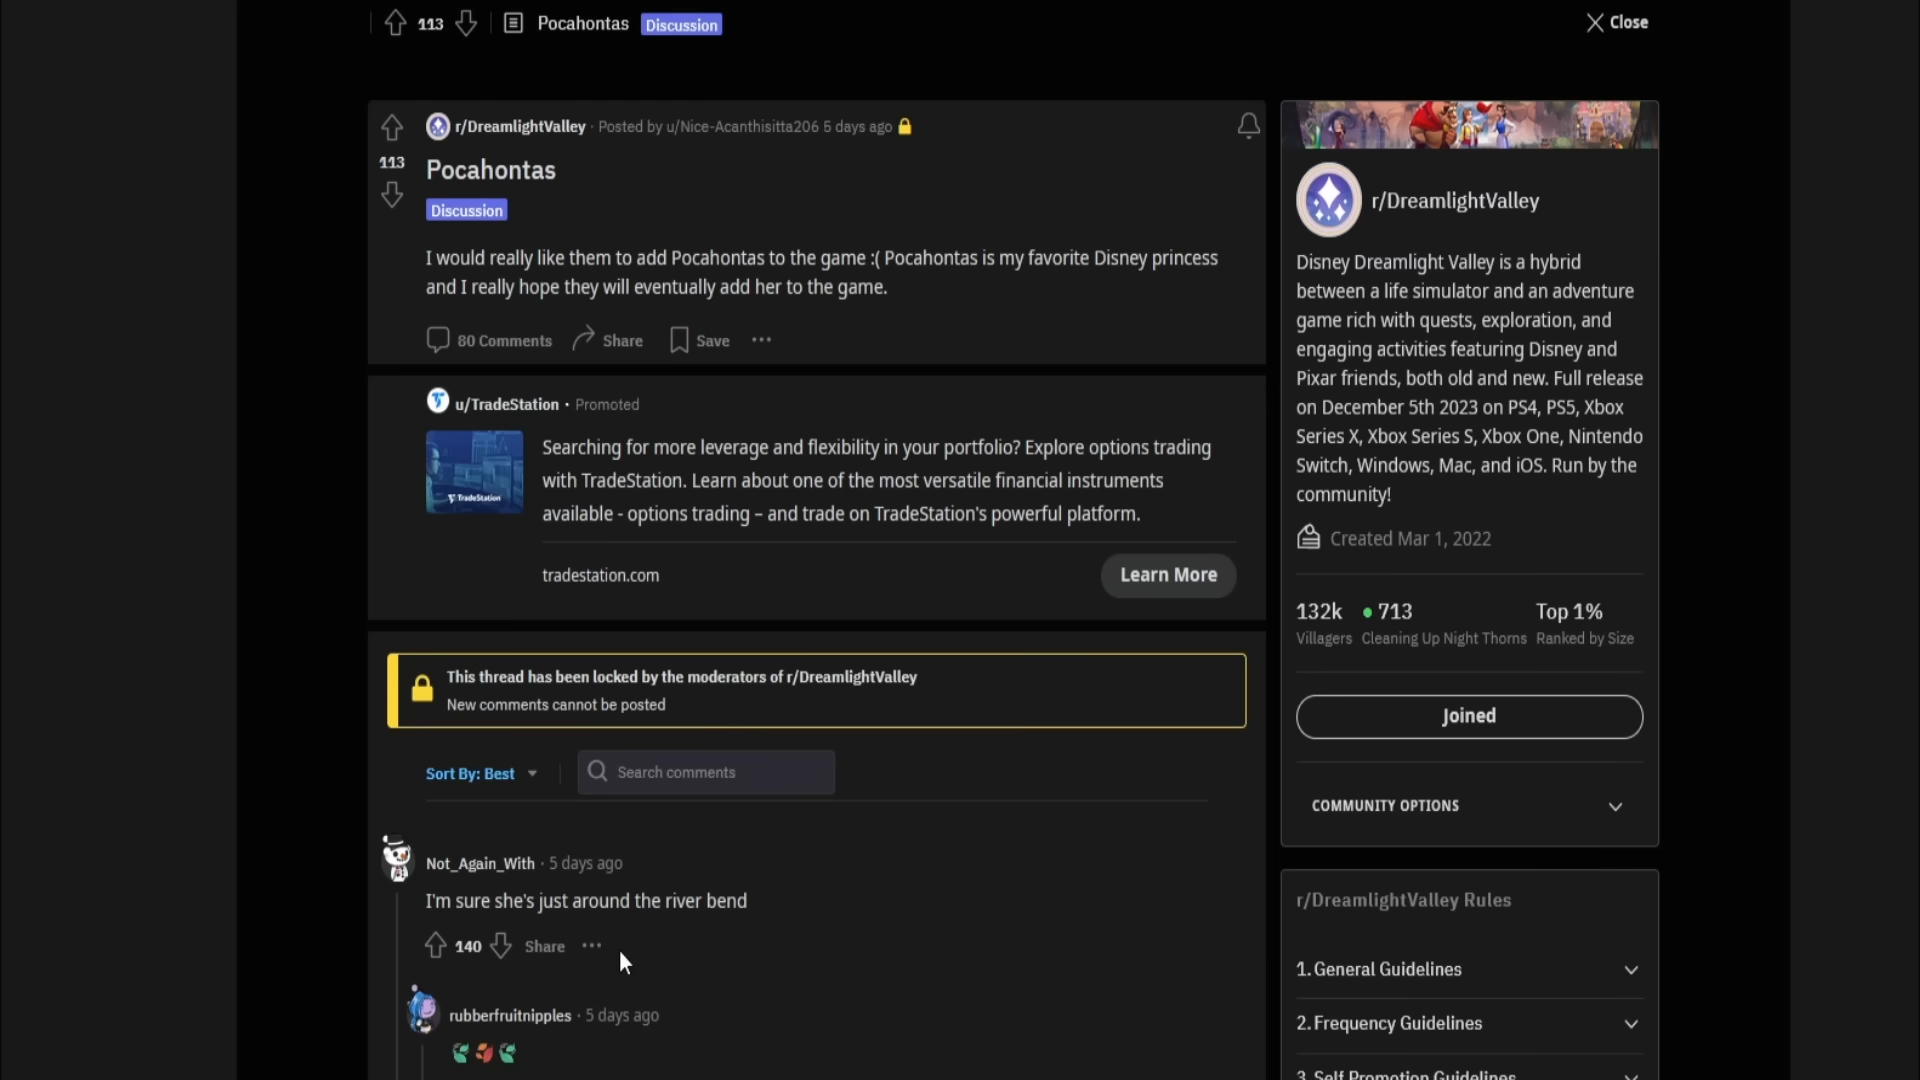 113 Pocahontas Discussion
Close
r/DreamlightValley · Posted by u/Nice-Acanthisitta206 5 days ago
113
Pocahontas
Discussion
I would really like them to add Pocahontas to the game :( Pocahontas is my favorite Disney princess
and I really hope they will eventually add her to the game.
80 Comments Share Save
u/TradeStation · Promoted
Searching for more leverage and flexibility in your portfolio? Explore options trading
with TradeStation. Learn about one of the most versatile financial instruments
available - options trading – and trade on TradeStation's powerful platform.
TradeStation
tradestation.com
Learn More
This thread has been locked by the moderators of r/DreamlightValley
New comments cannot be posted
Sort By: Best
Search comments
Not_Again_With · 5 days ago
I'm sure she's just around the river bend
140 Share
rubberfruitnipples · 5 days ago
r/DreamlightValley
Disney Dreamlight Valley is a hybrid
between a life simulator and an adventure
game rich with quests, exploration, and
engaging activities featuring Disney and
Pixar friends, both old and new. Full release
on December 5th 2023 on PS4, PS5, Xbox
Series X, Xbox Series S, Xbox One, Nintendo
Switch, Windows, Mac, and iOS. Run by the
community!
Created Mar 1, 2022
132k 713 Top 1%
Villagers Cleaning Up Night Thorns Ranked by Size
Joined
COMMUNITY OPTIONS
r/DreamlightValley Rules
1. General Guidelines
2. Frequency Guidelines
3. Self Promotion Guidelines